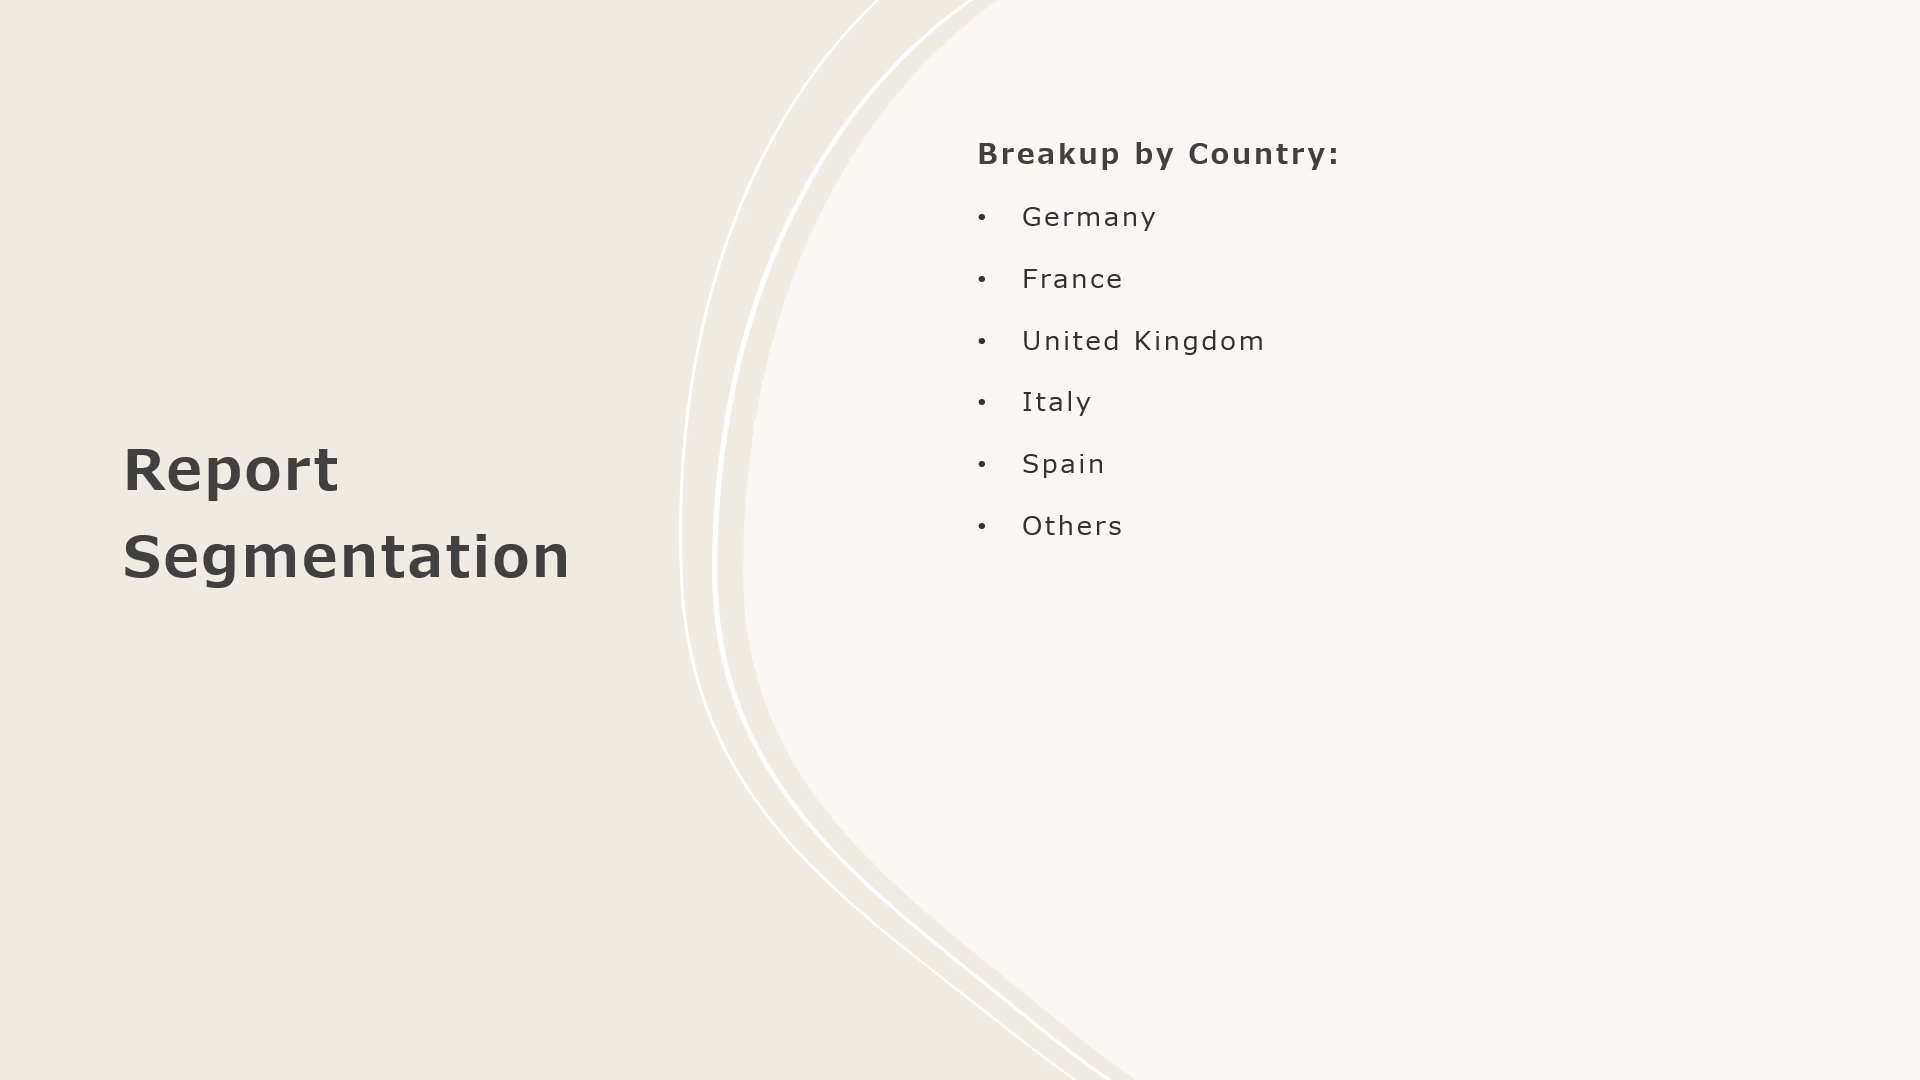 Report
Segmentation
Breakup by Country:
• Germany
• France
• United Kingdom
• Italy
• Spain
• Others